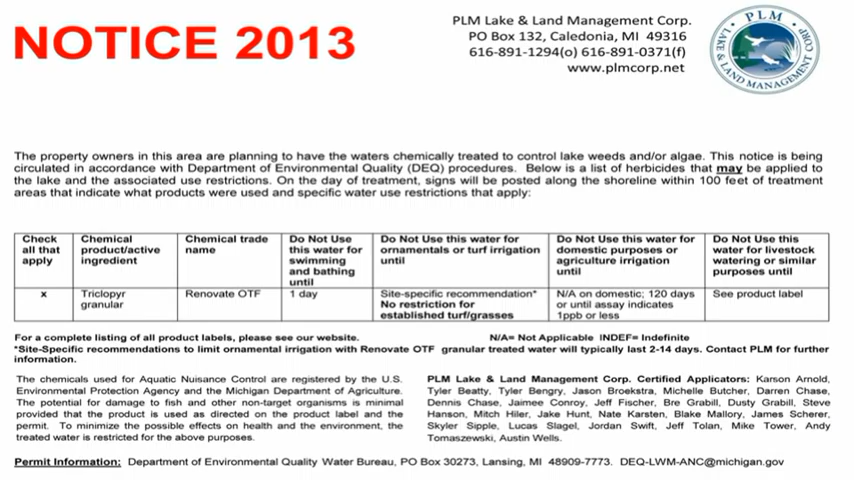 NOTICE 2013
PLM Lake & Land Management Corp.
PO Box 132, Caledonia, MI 49316
616-891-1294(o) 616-891-0371(f)
www.plmcorp.net
PLM
LAKE & LAND MANAGEMENT CORP
The property owners in this area are planning to have the waters chemically treated to control lake weeds and/or algae. This notice is being
circulated in accordance with Department of Environmental Quality (DEQ) procedures. Below is a list of herbicides that may be applied to
the lake and the associated use restrictions. On the day of treatment, signs will be posted along the shoreline within 100 feet of treatment
areas that indicate what products were used and specific water use restrictions that apply:
Check all that apply
Chemical product/active ingredient
Chemical trade name
Do Not Use this water for swimming and bathing until
Do Not Use this water for ornamentals or turf irrigation until
Do Not Use this water for domestic purposes or agriculture irrigation until
Do Not Use this water for livestock watering or similar purposes until
x
Triclopyr granular
Renovate OTF
1 day
Site-specific recommendation* No restriction for established turf/grasses
N/A on domestic; 120 days or until assay indicates 1ppb or less
See product label
For a complete listing of all product labels, please see our website.
N/A= Not Applicable INDEF= Indefinite
*Site-Specific recommendations to limit ornamental irrigation with Renovate OTF granular treated water will typically last 2-14 days. Contact PLM for further
information.
The chemicals used for Aquatic Nuisance Control are registered by the U.S.
Environmental Protection Agency and the Michigan Department of Agriculture.
The potential for damage to fish and other non-target organisms is minimal
provided that the product is used as directed on the product label and the
permit. To minimize the possible effects on health and the environment, the
treated water is restricted for the above purposes.
PLM Lake & Land Management Corp. Certified Applicators: Karson Arnold,
Tyler Beatty, Tyler Bengry, Jason Broekstra, Michelle Butcher, Darren Chase,
Dennis Chase, Jaimee Conroy, Jeff Fischer, Bre Grabill, Dusty Grabill, Steve
Hanson, Mitch Hiler, Jake Hunt, Nate Karsten, Blake Mallory, James Scherer,
Skyler Sipple, Lucas Slagel, Jordan Swift, Jeff Tolan, Mike Tower, Andy
Tomaszewski, Austin Wells.
Permit Information: Department of Environmental Quality Water Bureau, PO Box 30273, Lansing, MI 48909-7773. DEQ-LWM-ANC@michigan.gov